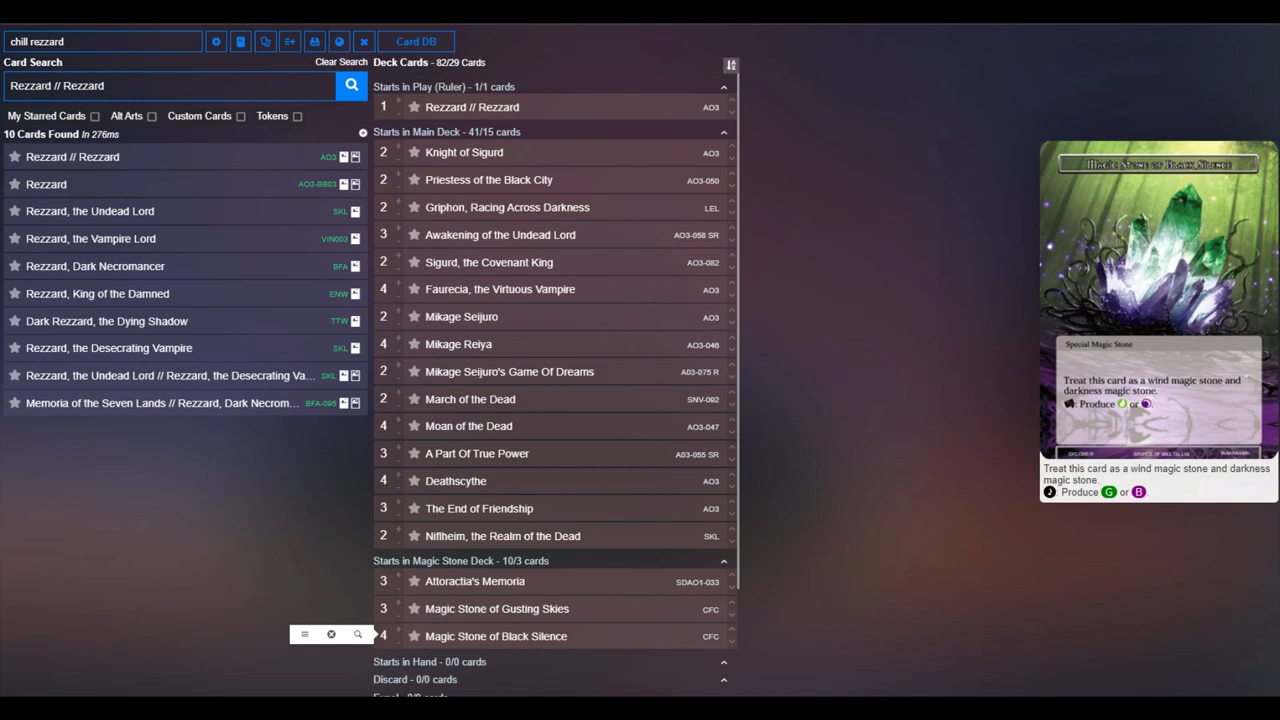 chill rezzard
Card DB
Card Search
Clear Search
Rezzard // Rezzard
My Starred Cards
Alt Arts
Custom Cards
Tokens
10 Cards Found In 276ms
Rezzard // Rezzard AO3
Rezzard AO3-BB03
Rezzard, the Undead Lord SKL
Rezzard, the Vampire Lord VIN003
Rezzard, Dark Necromancer BFA
Rezzard, King of the Damned ENW
Dark Rezzard, the Dying Shadow TTW
Rezzard, the Desecrating Vampire SKL
Rezzard, the Undead Lord // Rezzard, the Desecrating Va... SKL
Memoria of the Seven Lands // Rezzard, Dark Necrom... BFA-095
Deck Cards - 82/29 Cards
Starts in Play (Ruler) - 1/1 cards
1 Rezzard // Rezzard AO3
Starts in Main Deck - 41/15 cards
2 Knight of Sigurd AO3
2 Priestess of the Black City AO3-050
2 Griphon, Racing Across Darkness LEL
3 Awakening of the Undead Lord AO3-058 SR
2 Sigurd, the Covenant King AO3-082
4 Faurecia, the Virtuous Vampire AO3
2 Mikage Seijuro AO3
4 Mikage Reiya AO3-046
2 Mikage Seijuro's Game Of Dreams A03-075 R
2 March of the Dead SNV-092
4 Moan of the Dead AO3-047
3 A Part Of True Power A03-055 SR
4 Deathscythe AO3
3 The End of Friendship AO3
2 Niflheim, the Realm of the Dead SKL
Starts in Magic Stone Deck - 10/3 cards
3 Attoractia's Memoria SDAO1-033
3 Magic Stone of Gusting Skies CFC
4 Magic Stone of Black Silence CFC
Starts in Hand - 0/0 cards
Discard - 0/0 cards
Magic Stone of Black Silence
Special Magic Stone
Treat this card as a wind magic stone and
darkness magic stone.
: Produce or .
Treat this card as a wind magic stone and darkness
magic stone.
J: Produce G or B.